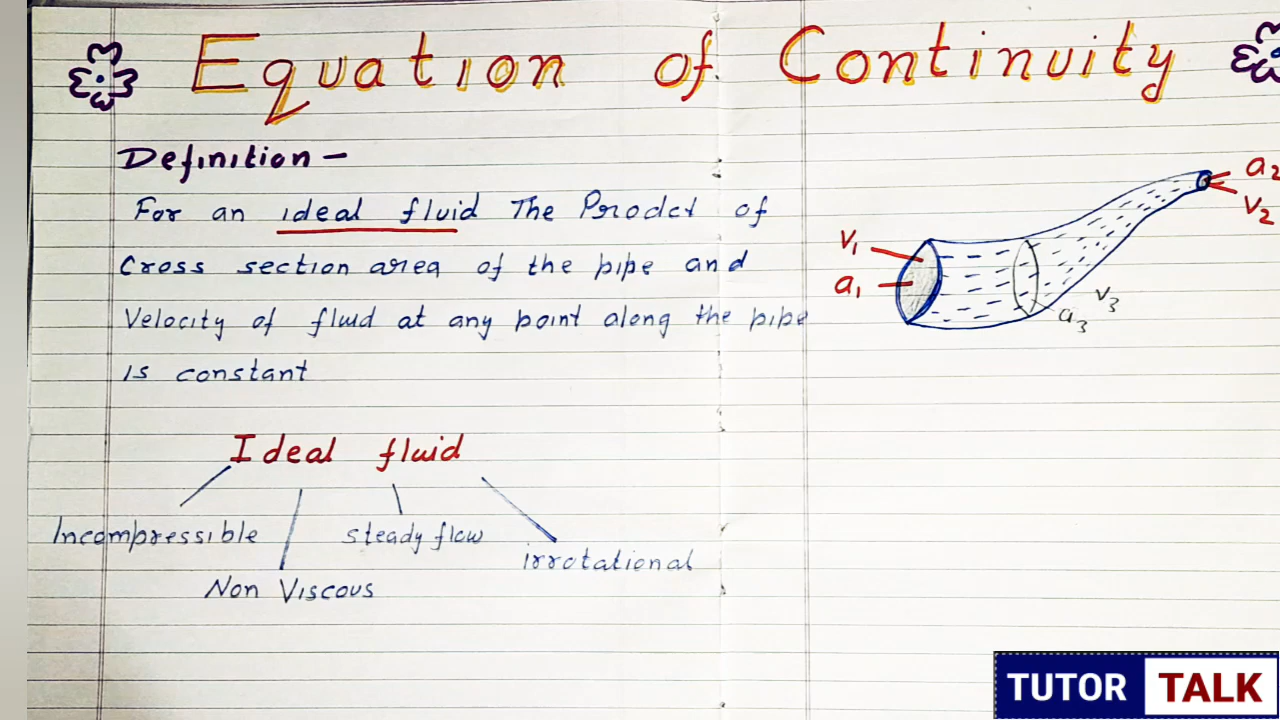 Equation of Continuity
Definition -
For an ideal fluid The Prodct of
Cross section area of the pipe and
Velocity of fluid at any point along the pipe
is constant
V1
a1
a2
V2
V3
a3
Ideal fluid
Incompressible
Non Viscous
steady flow
irrotational
TUTOR TALK